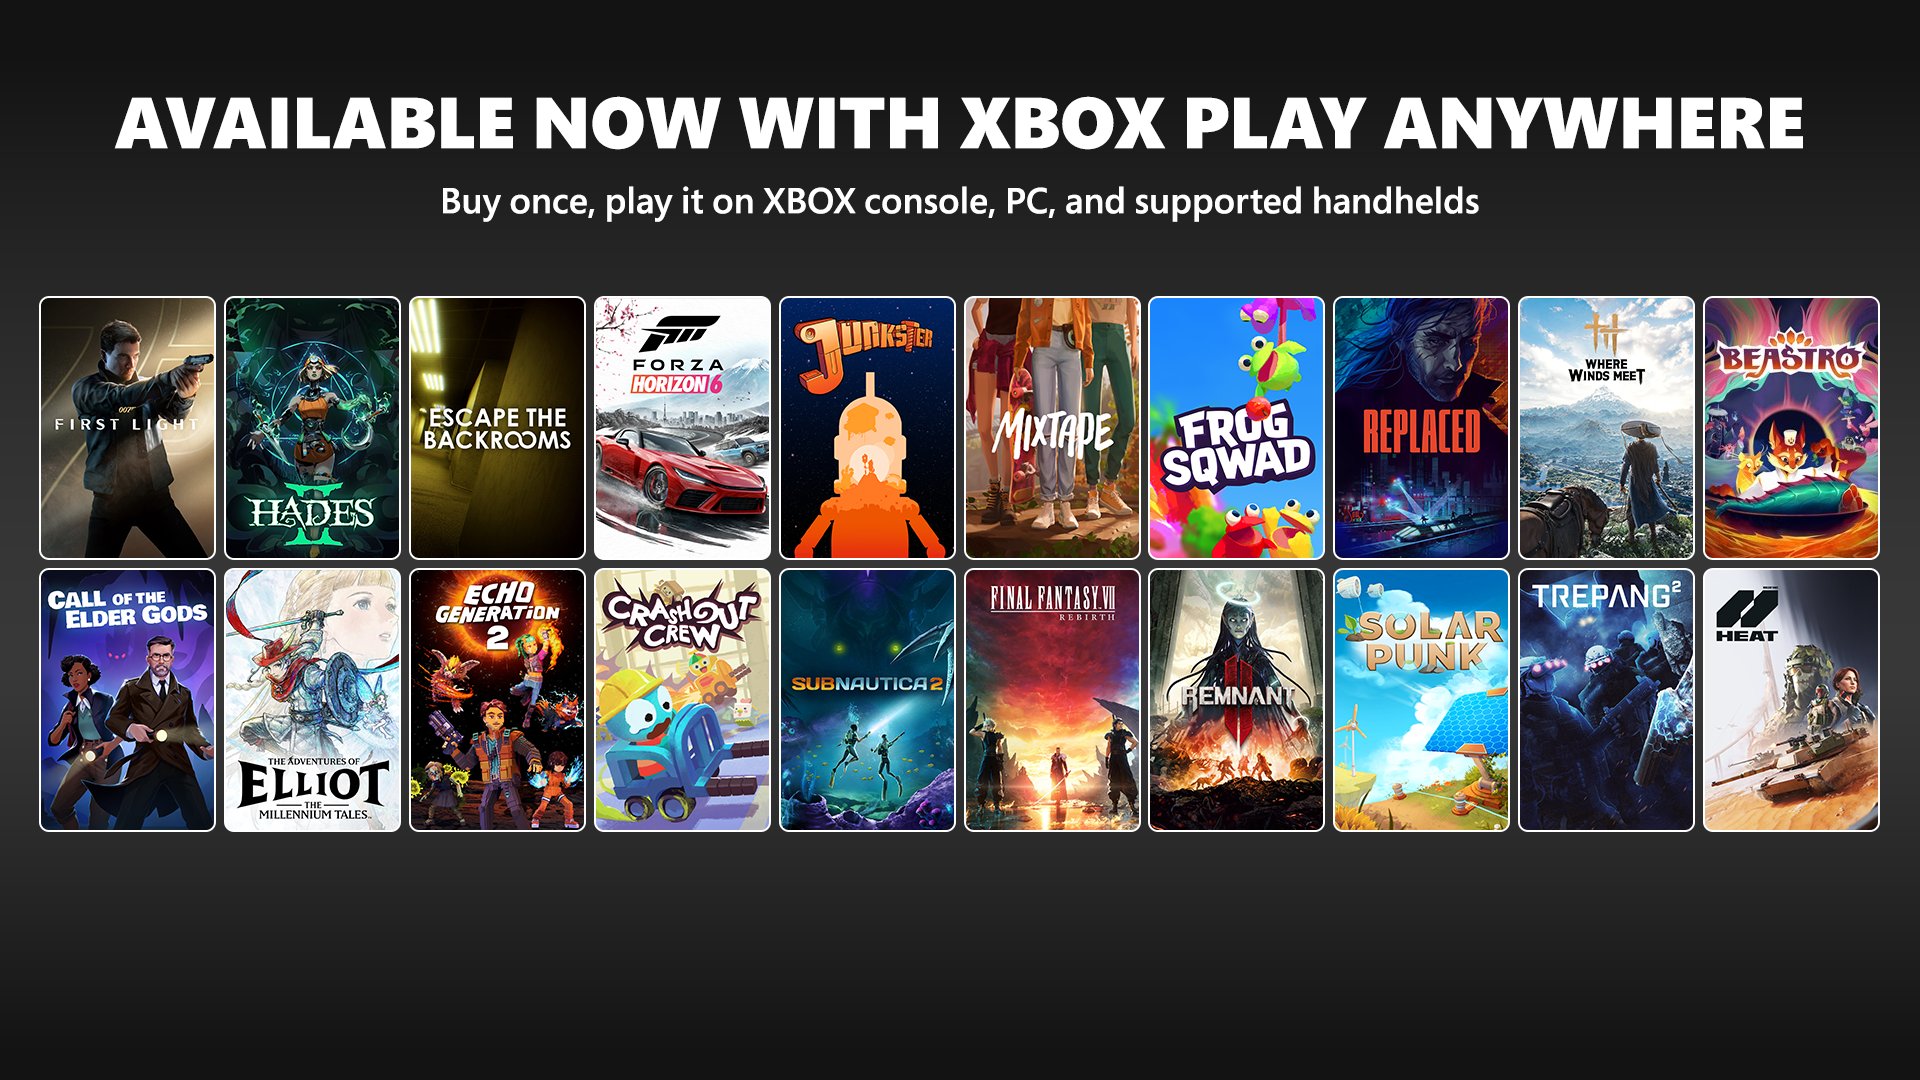 AVAILABLE NOW WITH XBOX PLAY ANYWHERE
Buy once, play it on XBOX console, PC, and supported handhelds
007
FIRST LIGHT
HADES
II
ESCAPE THE
BACKROOMS
FORZA
HORIZON 6
JUNKSTER
MIXTAPE
FROG
SQWAD
REPLACED
WHERE
WINDS MEET
BEASTRO
CALL OF THE
ELDER GODS
THE ADVENTURES OF
ELLIOT
THE
MILLENNIUM TALES
ECHO
GENERATION
2
CRASHOUT
CREW
SUBNAUTICA 2
FINAL FANTASY VII
REBIRTH
REMNANT
II
SOLAR
PUNK
TREPANG²
HEAT